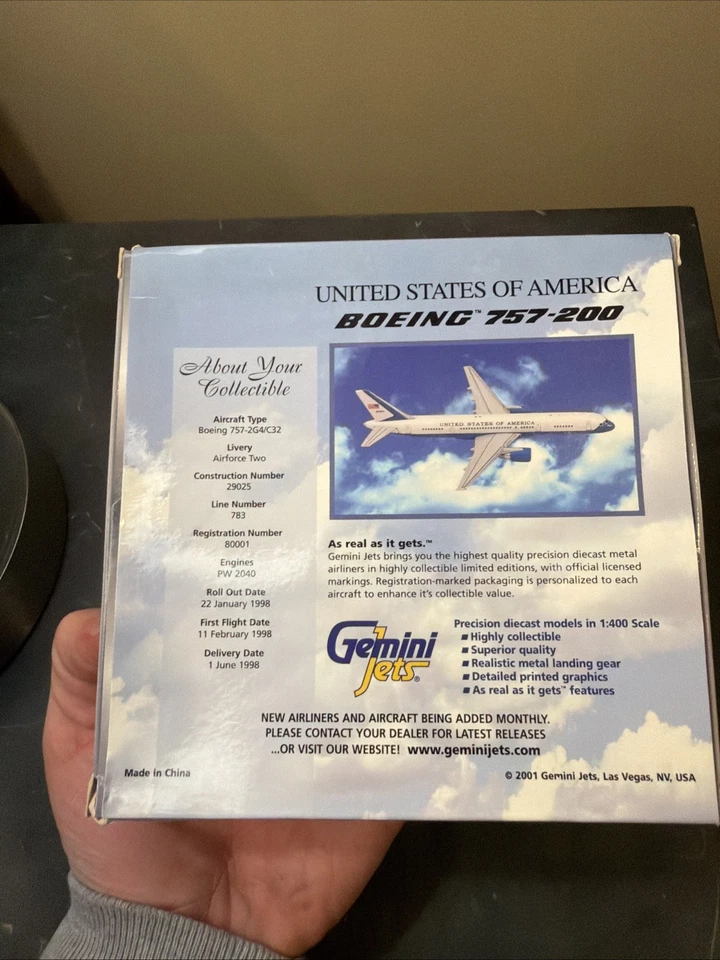 UNITED STATES OF AMERICA
BOEING™ 757-200
About Your
Collectible
Aircraft Type
Boeing 757-2G4/C32
Livery
Airforce Two
Construction Number
29025
Line Number
783
Registration Number
80001
Engines
PW 2040
Roll Out Date
22 January 1998
First Flight Date
11 February 1998
Delivery Date
1 June 1998
UNITED STATES OF AMERICA
As real as it gets.™
Gemini Jets brings you the highest quality precision diecast metal
airliners in highly collectible limited editions, with official licensed
markings. Registration-marked packaging is personalized to each
aircraft to enhance it's collectible value.
Gemini
Jets®
Precision diecast models in 1:400 Scale
■ Highly collectible
■ Superior quality
■ Realistic metal landing gear
■ Detailed printed graphics
■ As real as it gets™ features
NEW AIRLINERS AND AIRCRAFT BEING ADDED MONTHLY.
PLEASE CONTACT YOUR DEALER FOR LATEST RELEASES
...OR VISIT OUR WEBSITE! www.geminijets.com
Made in China
© 2001 Gemini Jets, Las Vegas, NV, USA